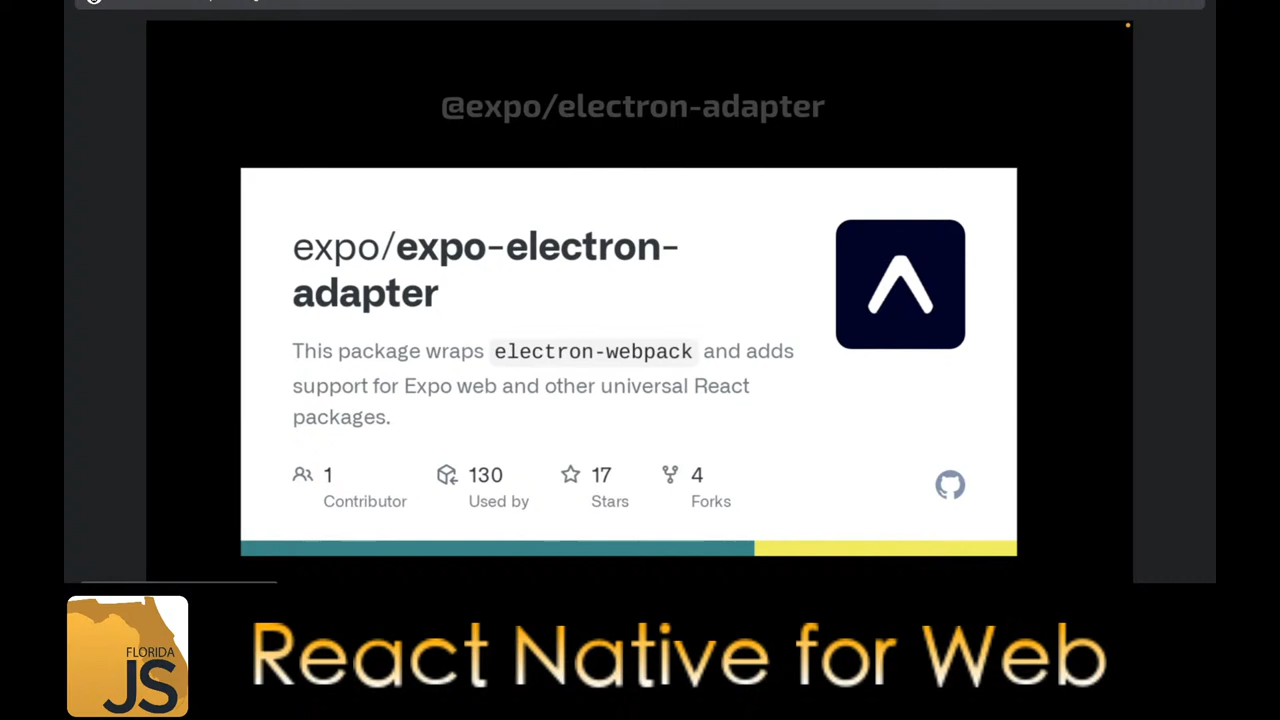 @expo/electron-adapter
expo/expo-electron-
adapter
This package wraps electron-webpack and adds
support for Expo web and other universal React
packages.
1 130 17 4
Contributor Used by Stars Forks
FLORIDA
JS
React Native for Web